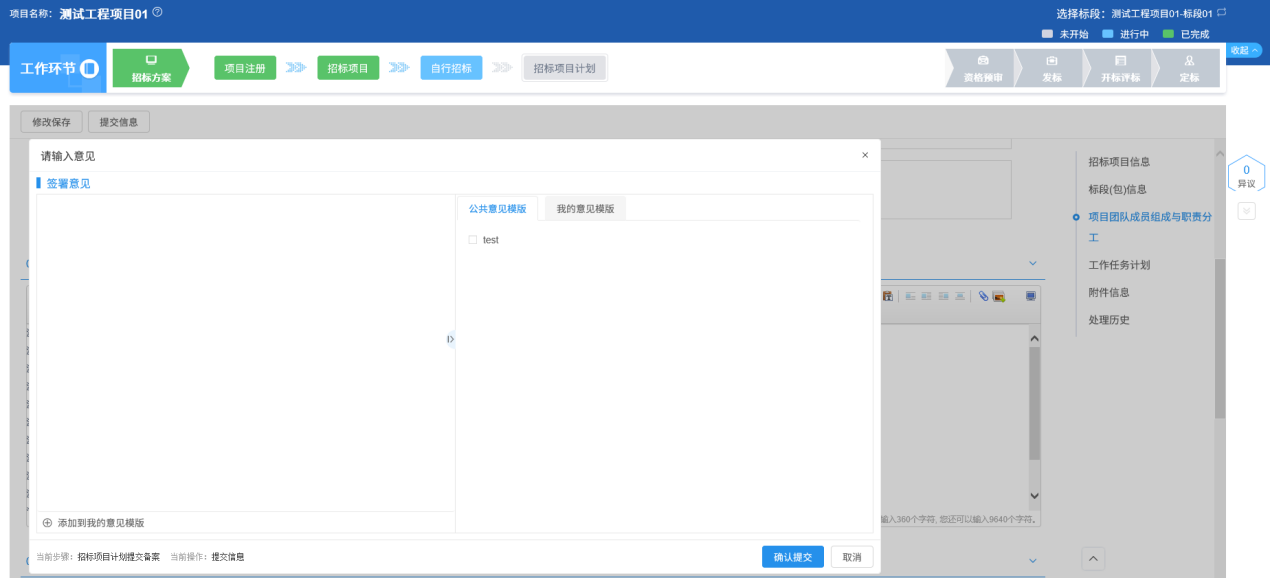 项目名称： 测试工程项目01
选择标段：测试工程项目01-标段01
未开始 进行中 已完成
工作环节
招标方案
项目注册
招标项目
自行招标
招标项目计划
资格预审
发标
开标评标
定标
收起
修改保存
提交信息
请输入意见
×
签署意见
公共意见模版
我的意见模版
test
添加到我的意见模版
当前步骤：招标项目计划提交备案 当前操作：提交信息
确认提交
取消
输入360个字符, 您还可以输入9640个字符。
招标项目信息
标段(包)信息
项目团队成员组成与职责分
工
工作任务计划
附件信息
处理历史
0
异议